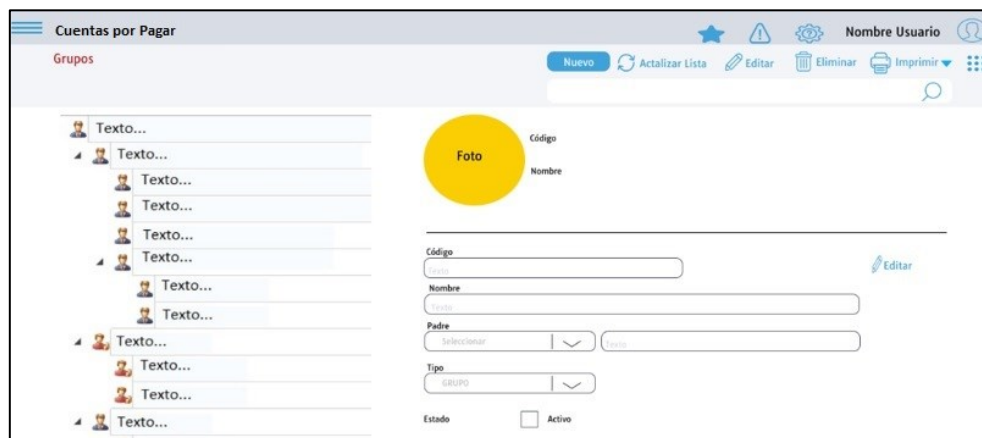 Cuentas por Pagar
Nombre Usuario
Grupos
Nuevo
Actalizar Lista
Editar
Eliminar
Imprimir
Texto...
Texto...
Texto...
Texto...
Texto...
Texto...
Texto...
Texto...
Texto...
Texto...
Texto...
Texto...
Foto
Código
Nombre
Código
Texto
Editar
Nombre
Texto
Padre
Seleccionar
Texto
Tipo
GRUPO
Estado
Activo